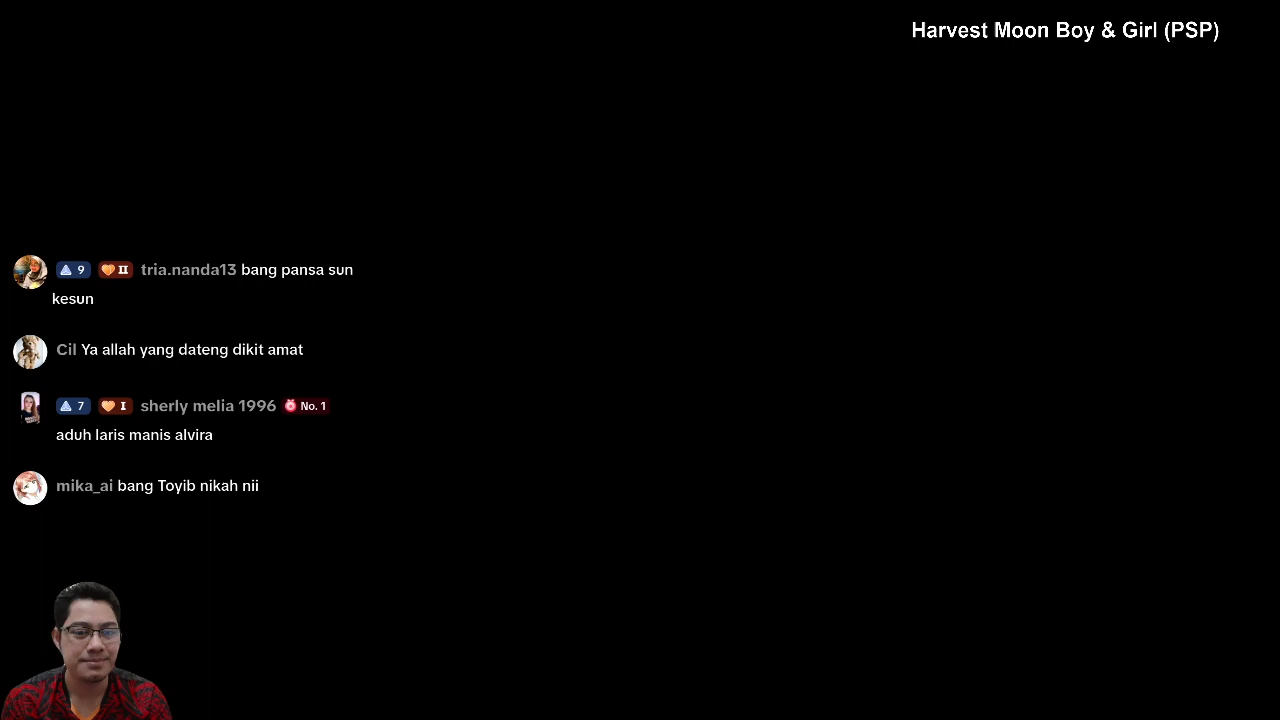 Harvest Moon Boy & Girl (PSP)
9 II tria.nanda13 bang pansa sun
kesun
Cil Ya allah yang dateng dikit amat
7 I sherly melia 1996 No. 1
aduh laris manis alvira
mika_ai bang Toyib nikah nii